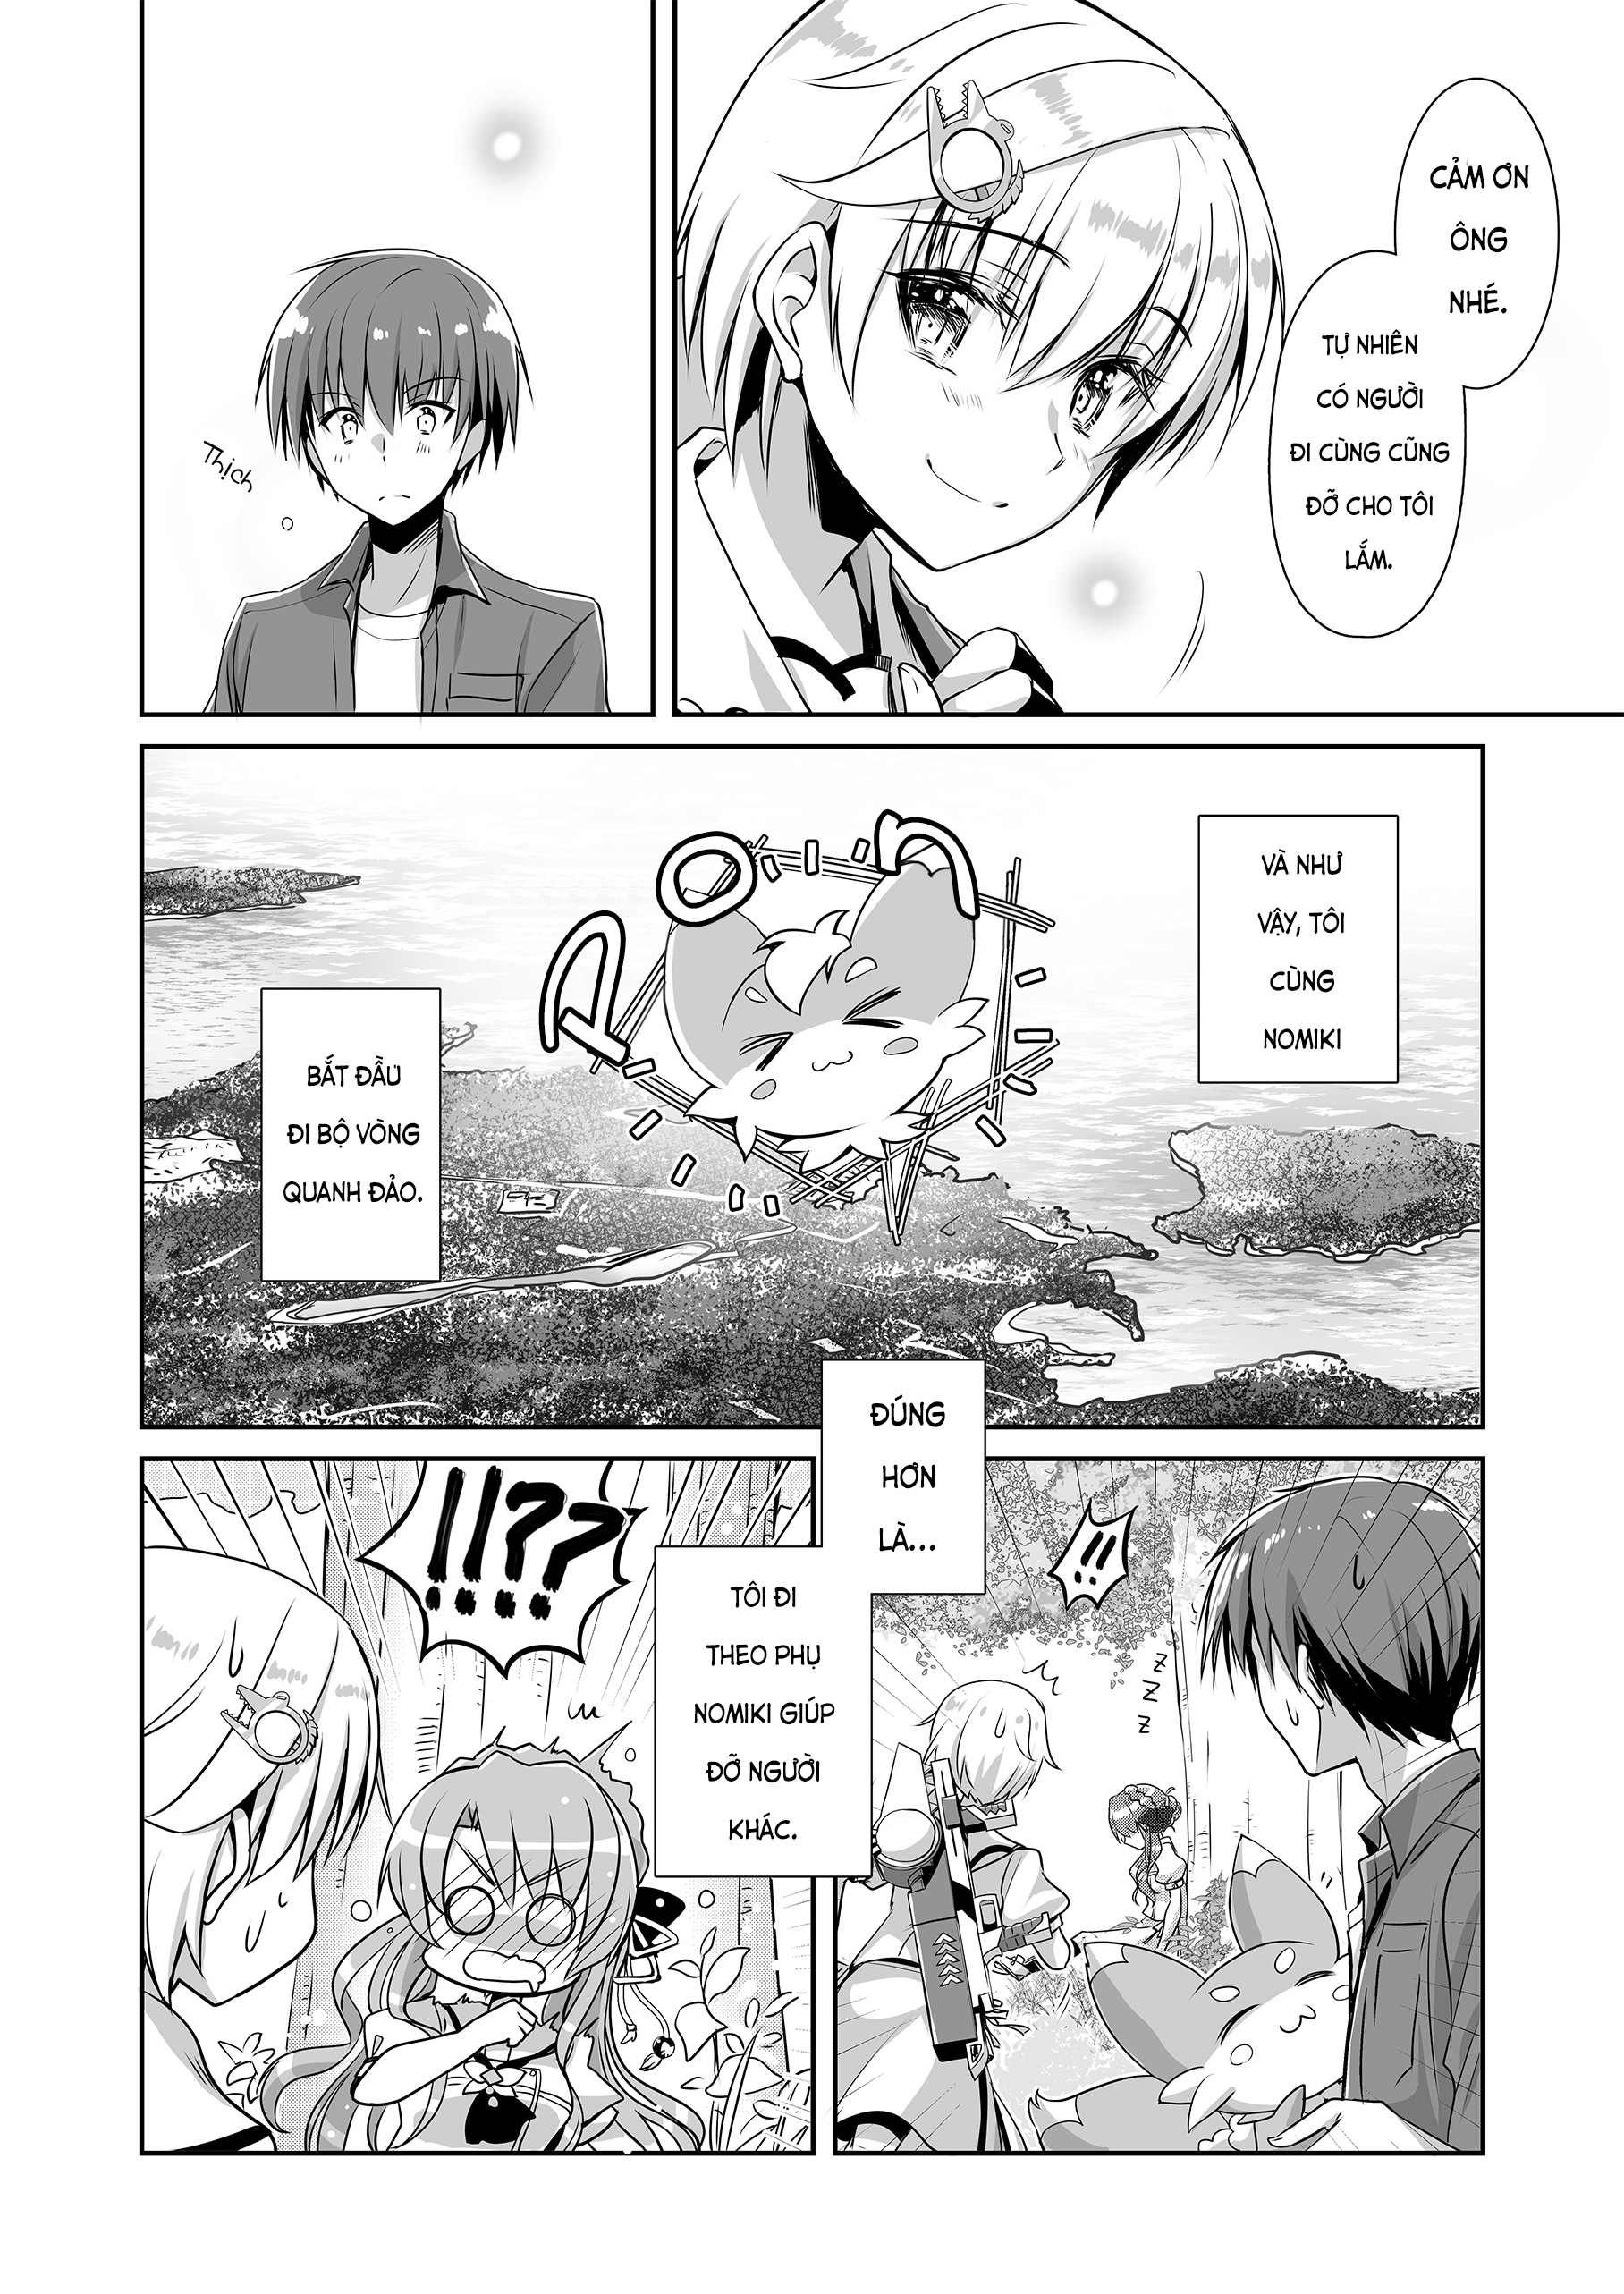 CẢM ƠN
ÔNG
NHÉ.
TỰ NHIÊN
CÓ NGƯỜI
ĐI CÙNG CŨNG
ĐỠ CHO TÔI
LẮM.
Thịch
VÀ NHƯ
VẬY, TÔI
CÙNG
NOMIKI
Pon
BẮT ĐẦU
ĐI BỘ VÒNG
QUANH ĐẢO.
ĐÚNG
HƠN
LÀ...
!!
z
z
z
TÔI ĐI
THEO PHỤ
NOMIKI GIÚP
ĐỠ NGƯỜI
KHÁC.
!!??